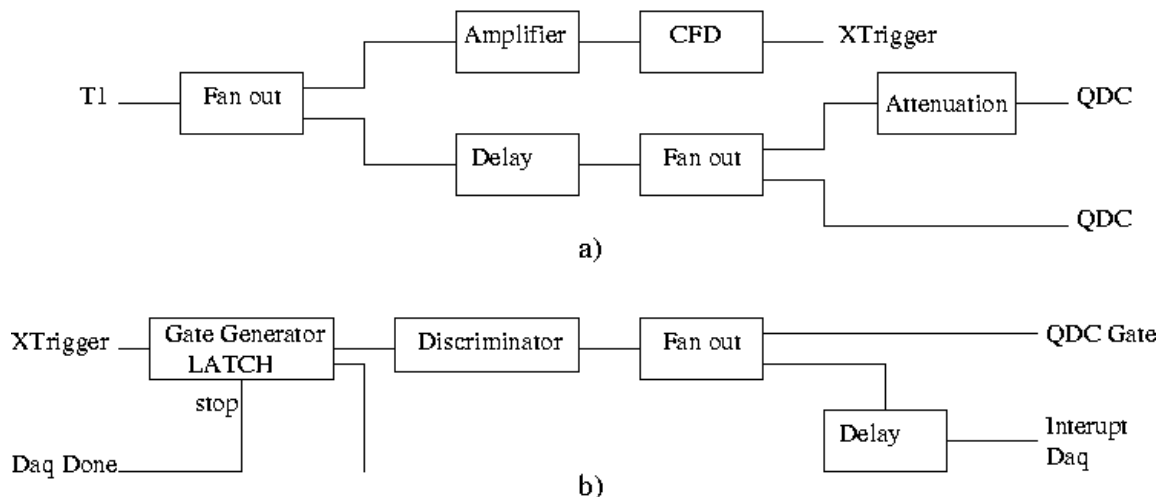 Amplifier
CFD
XTrigger
T1
Fan out
Attenuation
QDC
Delay
Fan out
QDC
a)
XTrigger
Gate Generator
LATCH
Discriminator
Fan out
QDC Gate
stop
Delay
Interupt
Daq
Daq Done
b)